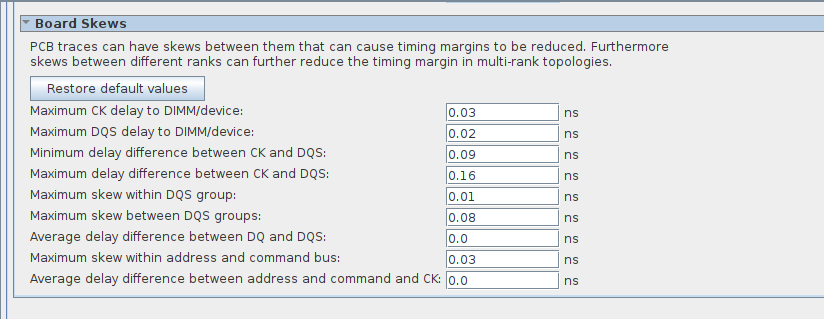 Board Skews
PCB traces can have skews between them that can cause timing margins to be reduced. Furthermore
skews between different ranks can further reduce the timing margin in multi-rank topologies.
Restore default values
Maximum CK delay to DIMM/device: 0.03 ns
Maximum DQS delay to DIMM/device: 0.02 ns
Minimum delay difference between CK and DQS: 0.09 ns
Maximum delay difference between CK and DQS: 0.16 ns
Maximum skew within DQS group: 0.01 ns
Maximum skew between DQS groups: 0.08 ns
Average delay difference between DQ and DQS: 0.0 ns
Maximum skew within address and command bus: 0.03 ns
Average delay difference between address and command and CK: 0.0 ns